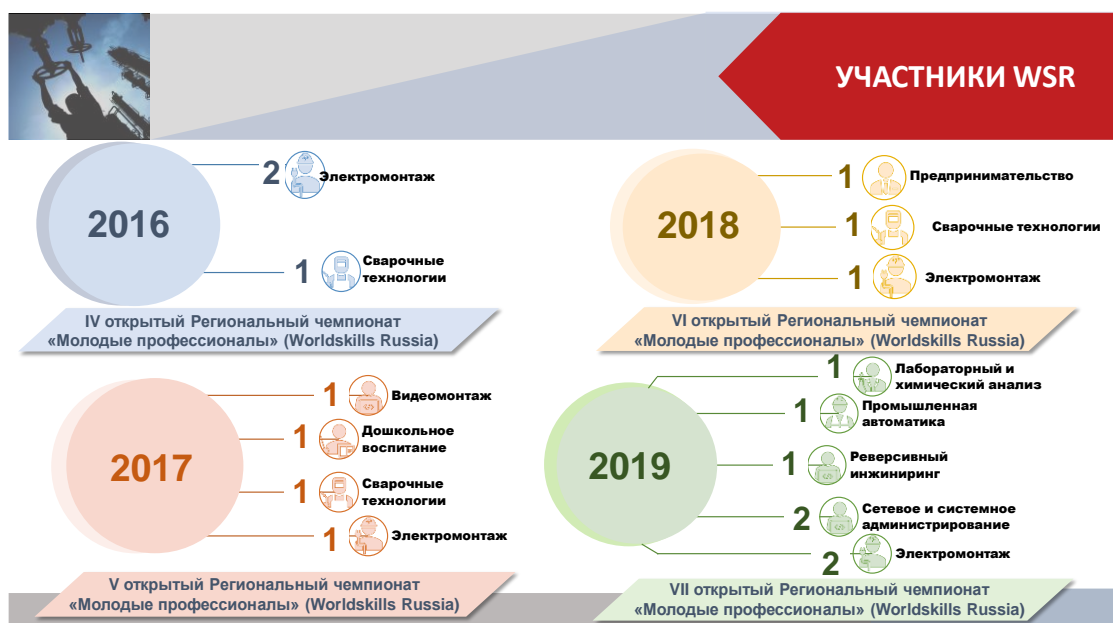 УЧАСТНИКИ WSR
2016
2
Электромонтаж
1
Сварочные
технологии
IV открытый Региональный чемпионат
«Молодые профессионалы» (Worldskills Russia)
2018
1
Предпринимательство
1
Сварочные технологии
1
Электромонтаж
VI открытый Региональный чемпионат
«Молодые профессионалы» (Worldskills Russia)
2017
1
Видеомонтаж
1
Дошкольное
воспитание
1
Сварочные
технологии
1
Электромонтаж
V открытый Региональный чемпионат
«Молодые профессионалы» (Worldskills Russia)
2019
1
Лабораторный и
химический анализ
1
Промышленная
автоматика
1
Реверсивный
инжиниринг
2
Сетевое и системное
администрирование
2
Электромонтаж
VII открытый Региональный чемпионат
«Молодые профессионалы» (Worldskills Russia)